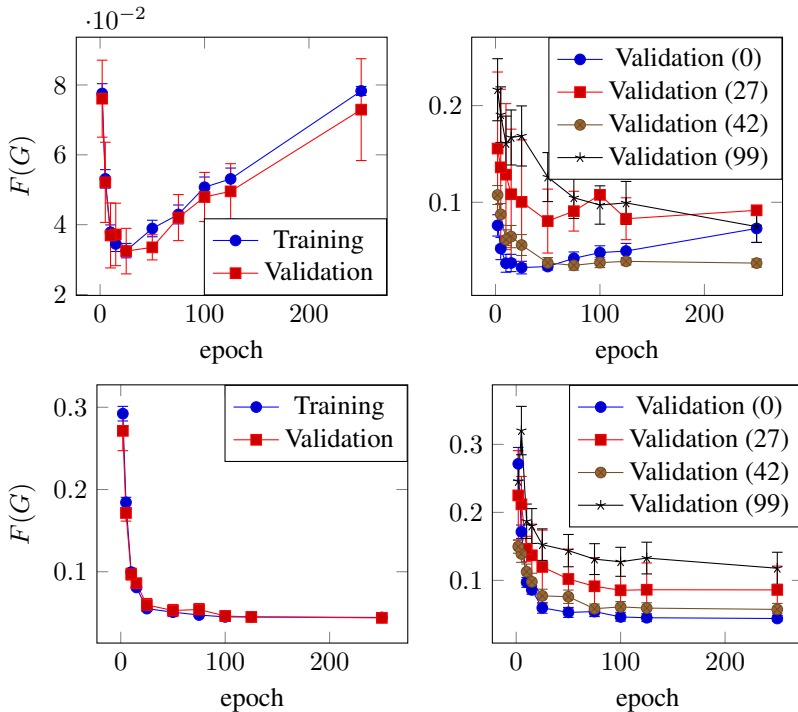 ·10−2
8
6
4
2
0
100
200
epoch
F(G)
Training
Validation
0.2
0.1
0
100
200
epoch
Validation (0)
Validation (27)
Validation (42)
Validation (99)
0.3
0.2
0.1
0
100
200
epoch
F(G)
Training
Validation
0.3
0.2
0.1
0
100
200
epoch
Validation (0)
Validation (27)
Validation (42)
Validation (99)